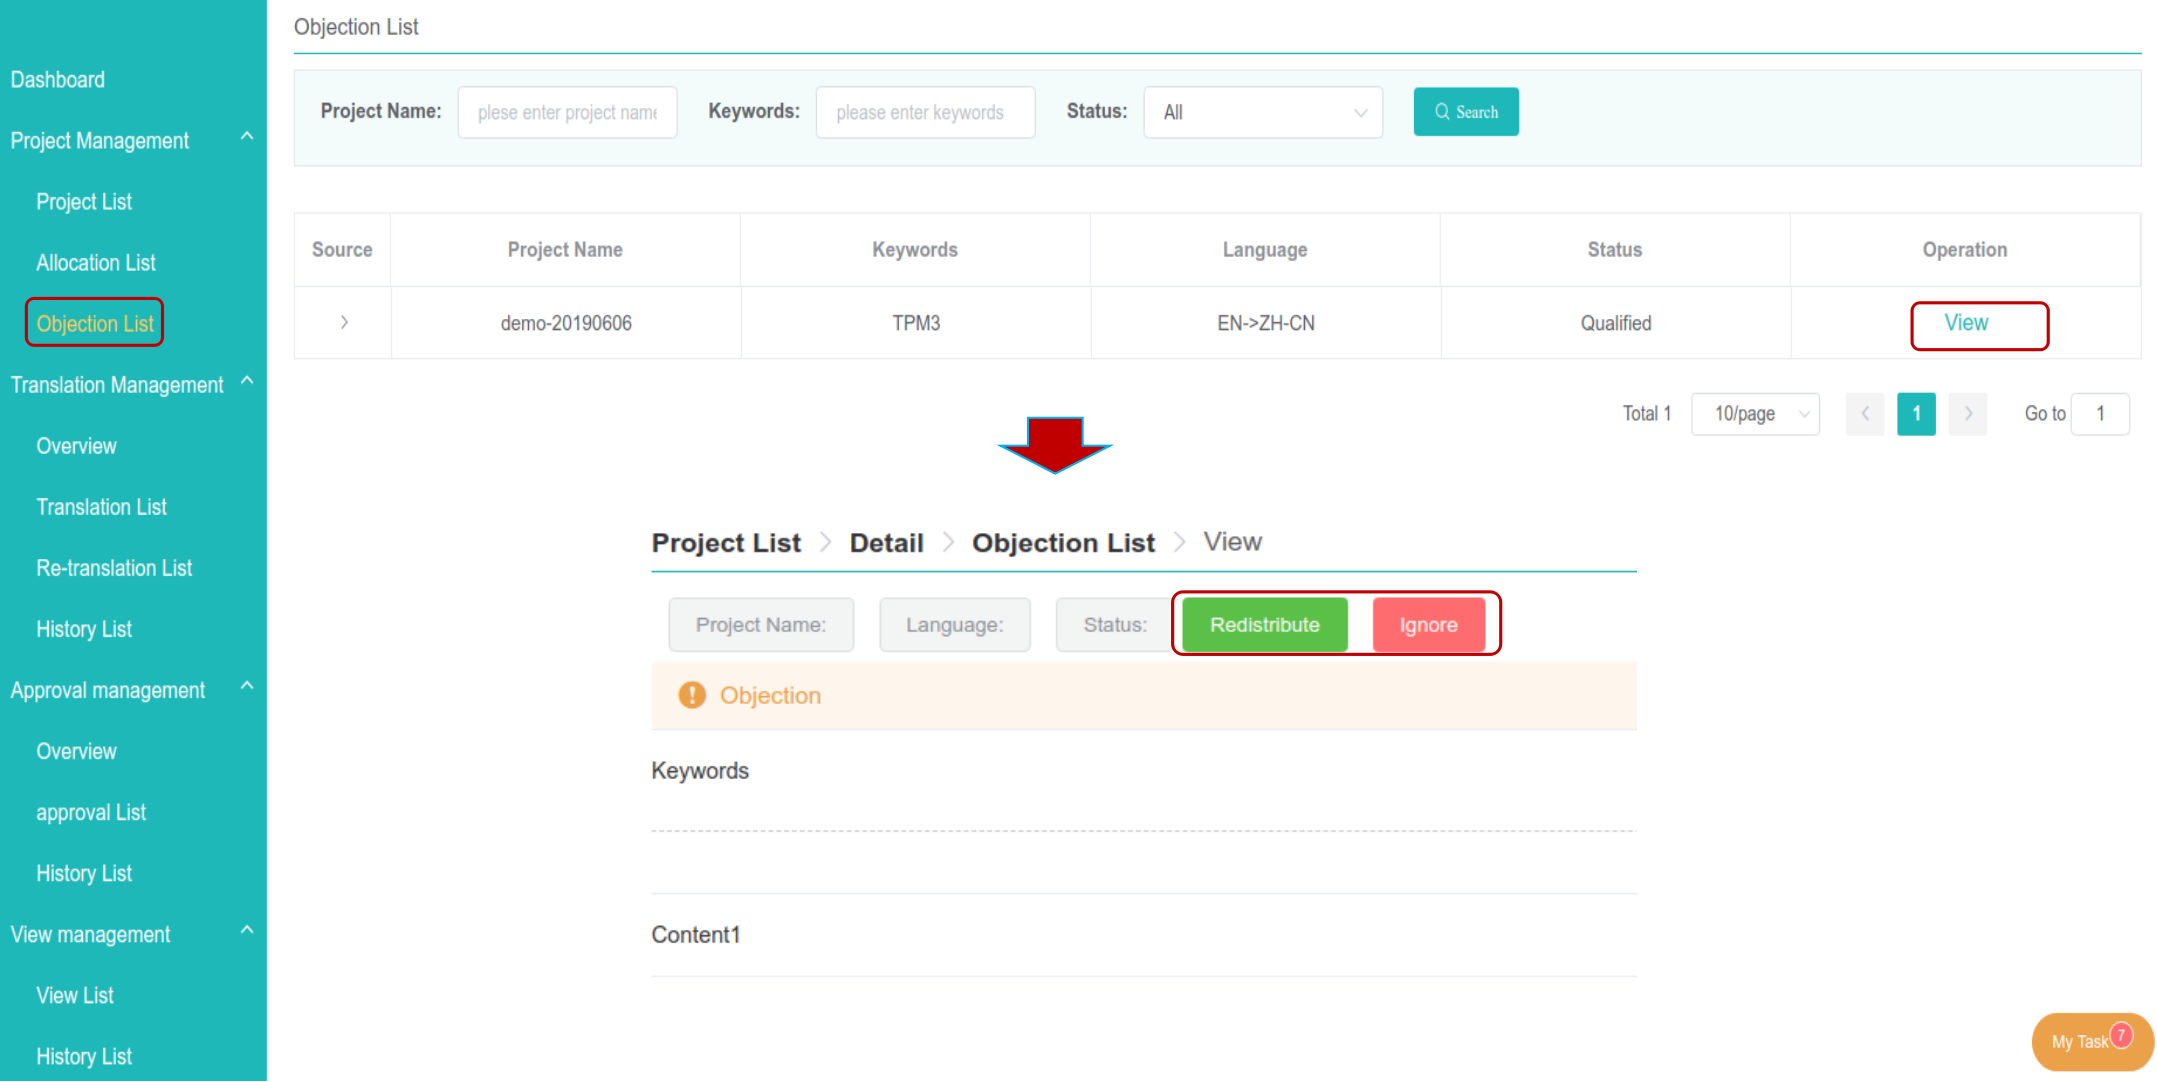 Dashboard
Project Management
Project List
Allocation List
Objection List
Translation Management
Overview
Translation List
Re-translation List
History List
Approval management
Overview
approval List
History List
View management
View List
History List
Objection List
Project Name: plese enter project name Keywords: please enter keywords Status: All Search
Source Project Name Keywords Language Status Operation
demo-20190606 TPM3 EN->ZH-CN Qualified View
Total 1 10/page 1 Go to 1
Project List > Detail > Objection List > View
Project Name: Language: Status: Redistribute Ignore
Objection
Keywords
Content1
My Task 7